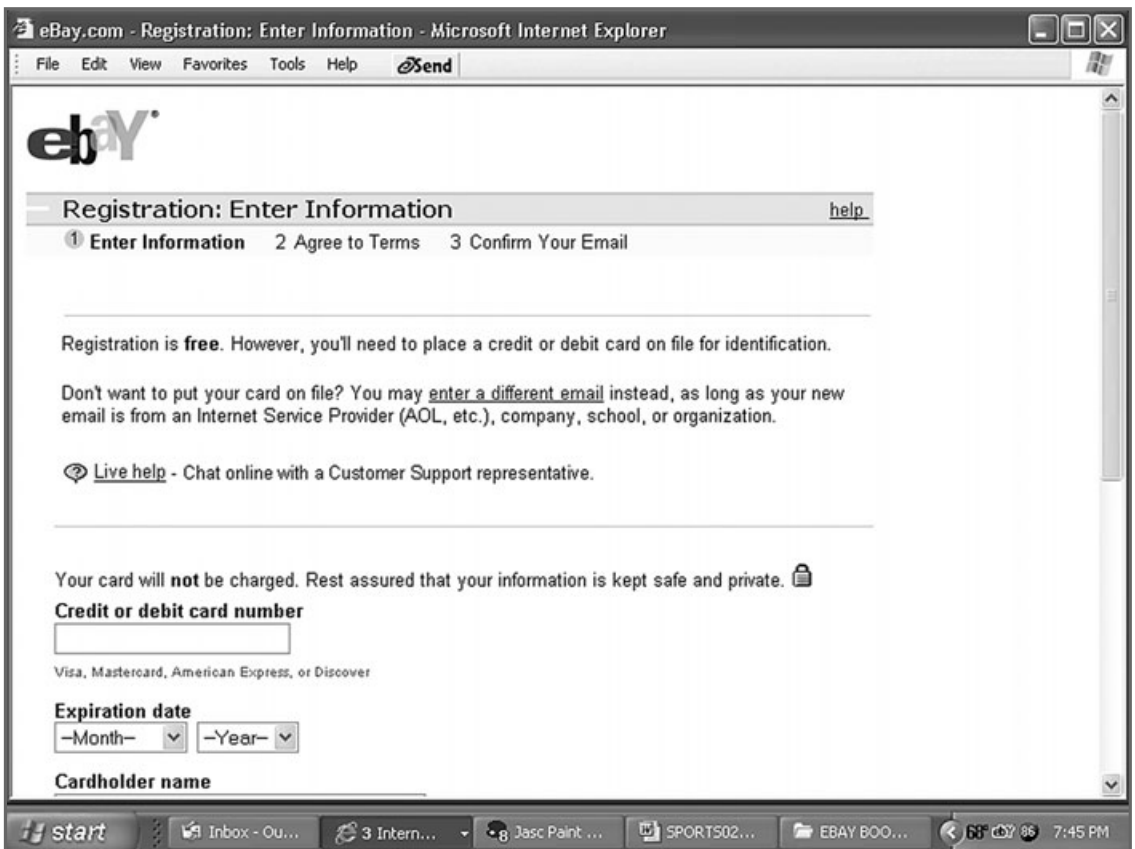 eBay.com - Registration: Enter Information - Microsoft Internet Explorer
File Edit View Favorites Tools Help Send
ebaY®
Registration: Enter Information help
1 Enter Information 2 Agree to Terms 3 Confirm Your Email
Registration is free. However, you'll need to place a credit or debit card on file for identification.
Don't want to put your card on file? You may enter a different email instead, as long as your new
email is from an Internet Service Provider (AOL, etc.), company, school, or organization.
Live help - Chat online with a Customer Support representative.
Your card will not be charged. Rest assured that your information is kept safe and private.
Credit or debit card number
Visa, Mastercard, American Express, or Discover
Expiration date
–Month– –Year–
Cardholder name
start Inbox - Ou... 3 Intern... 8 Jasc Paint ... SPORTS02... EBAY BOO... 68° ebY 86 7:45 PM